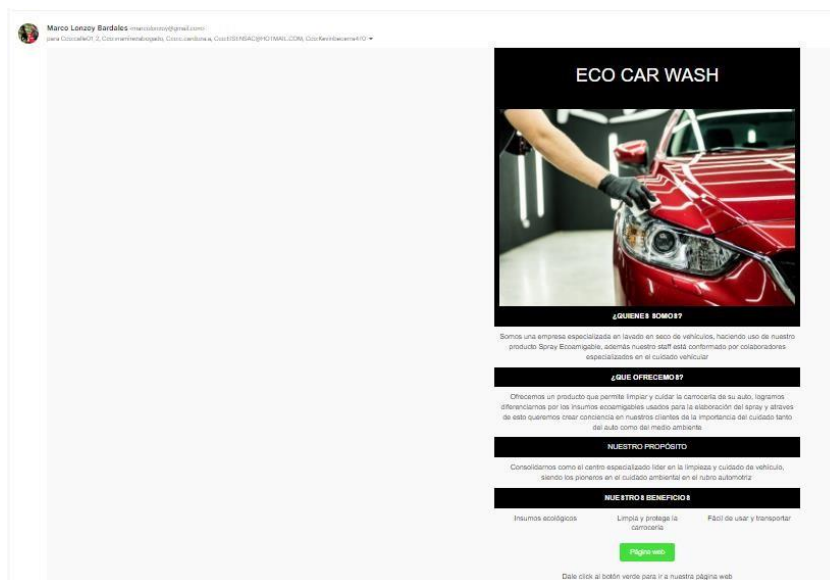 Marco Lonzoy Bardales <marcolonzoy@gmail.com>
para
ECO CAR WASH
¿QUIENES SOMOS?
Somos una empresa especializada en lavado en seco de vehículos, haciendo uso de nuestro
producto Spray Ecoamigable, además nuestro staff está conformado por colaboradores
especializados en el cuidado vehicular
¿QUE OFRECEMOS?
Ofrecemos un producto que permite limpiar y cuidar la carrocería de su auto, logramos
diferenciarnos por los insumos ecoamigables usados para la elaboración del spray y atraves
de esto queremos crear conciencia en nuestros clientes de la importancia del cuidado tanto
del auto como del medio ambiente
NUESTRO PROPÓSITO
Consolidarnos como el centro especializado líder en la limpieza y cuidado de vehículo,
siendo los pioneros en el cuidado ambiental en el rubro automotriz
NUESTROS BENEFICIOS
Insumos ecológicos
Limpia y protega la
carrocería
Fácil de usar y transportar
Página web
Dale click al botón verde para ir a nuestra página web